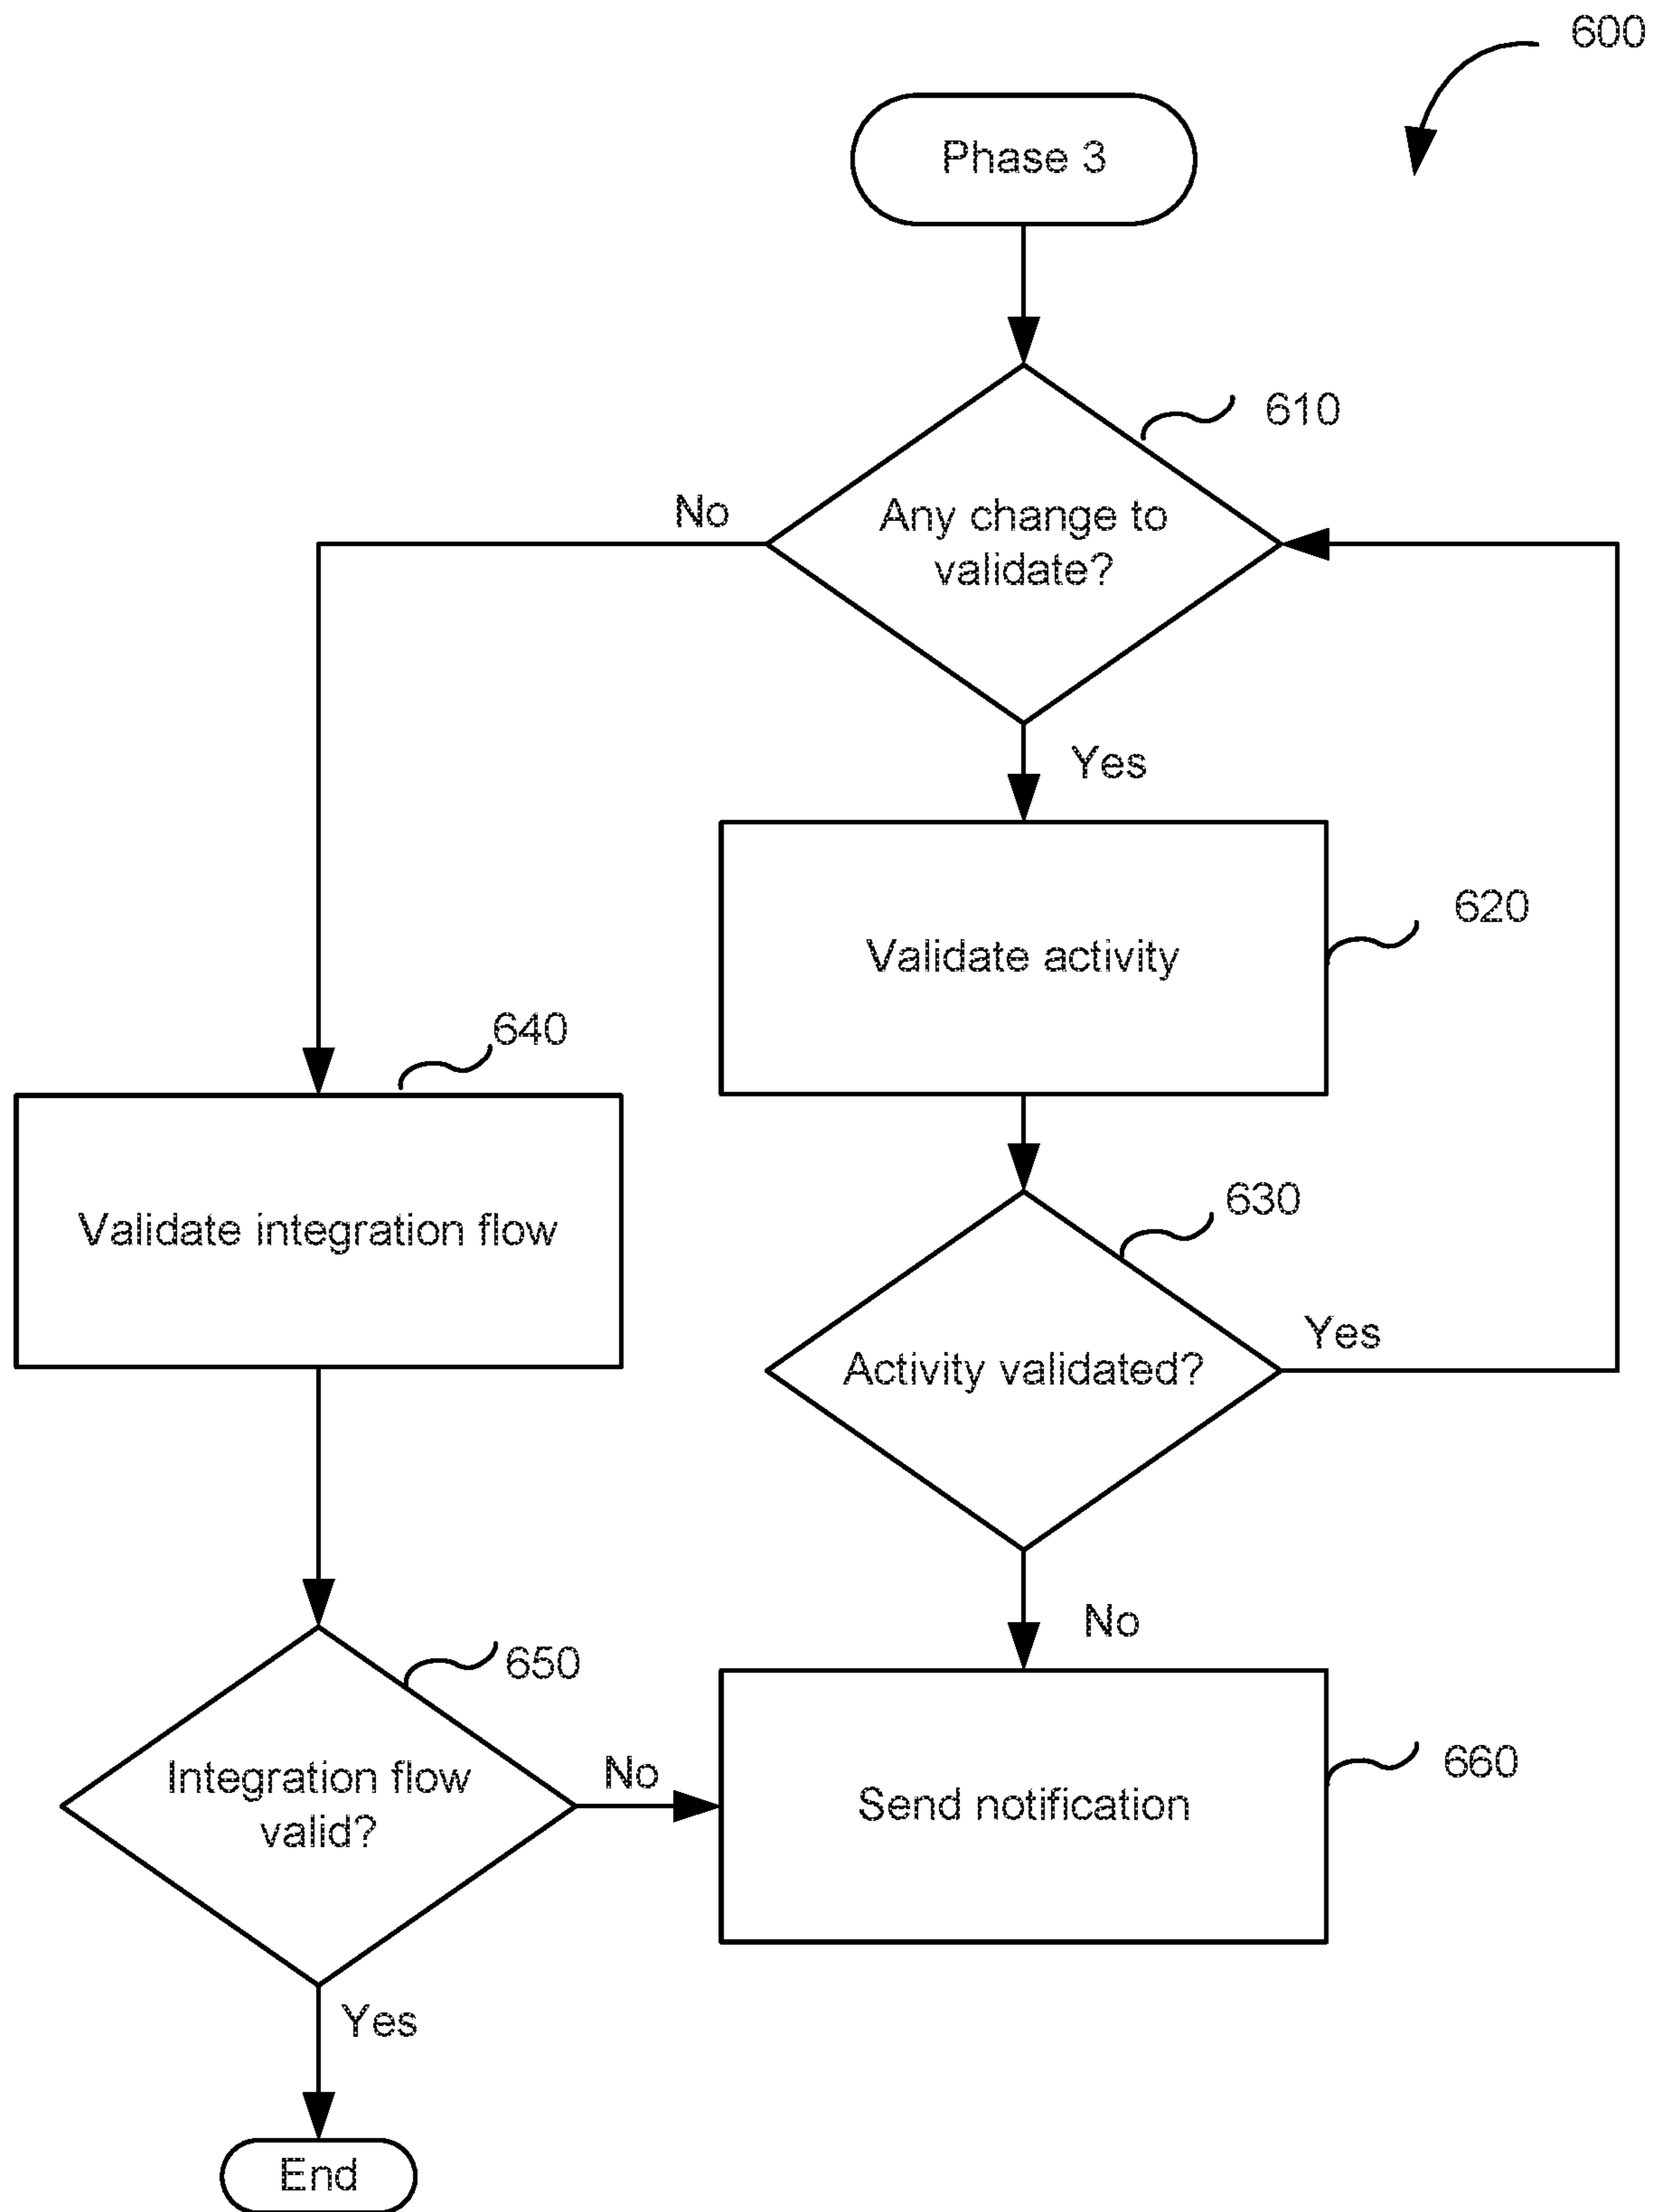 600
Phase 3
610
No
Any change to
validate?
Yes
620
Validate activity
640
630
Validate integration flow
Yes
Activity validated?
No
650
660
Integration flow
valid?
No
Send notification
Yes
End